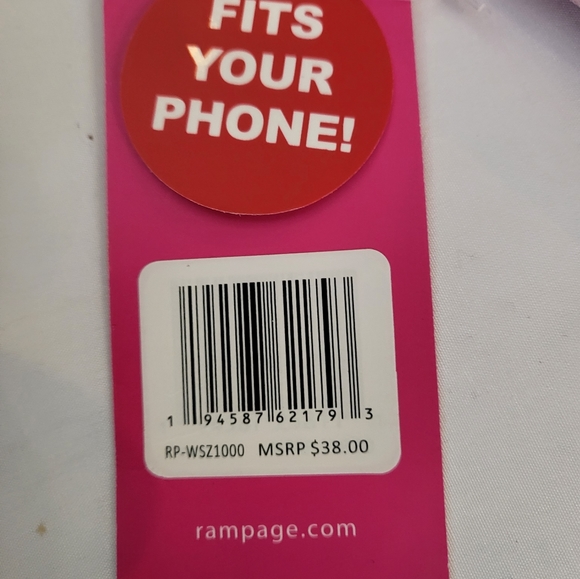 FITS
YOUR
PHONE!
1 94587 62179 3
RP-WSZ1000 MSRP $38.00
rampage.com